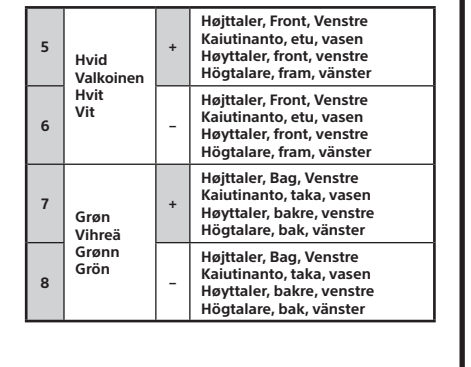 5
Hvid
Valkoinen
Hvit
Vit
+
Højttaler, Front, Venstre
Kaiutinanto, etu, vasen
Høyttaler, front, venstre
Högtalare, fram, vänster
6
–
Højttaler, Front, Venstre
Kaiutinanto, etu, vasen
Høyttaler, front, venstre
Högtalare, fram, vänster
7
Grøn
Vihreä
Grønn
Grön
+
Højttaler, Bag, Venstre
Kaiutinanto, taka, vasen
Høyttaler, bakre, venstre
Högtalare, bak, vänster
8
–
Højttaler, Bag, Venstre
Kaiutinanto, taka, vasen
Høyttaler, bakre, venstre
Högtalare, bak, vänster